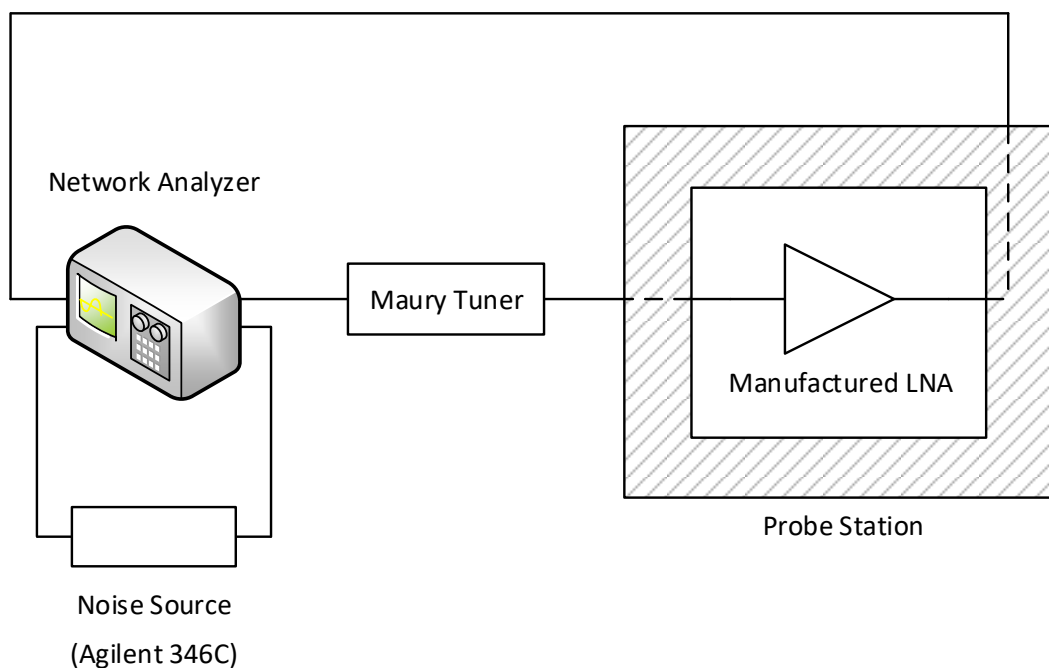 Network Analyzer
Maury Tuner
Manufactured LNA
Probe Station
Noise Source
(Agilent 346C)